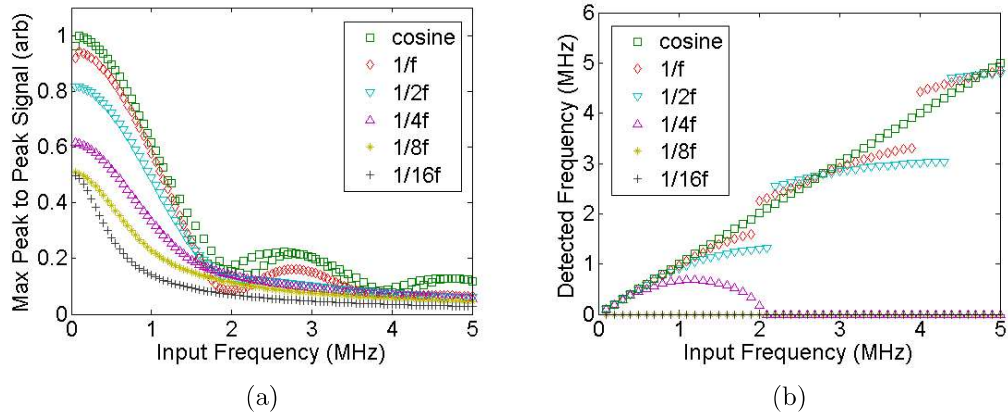 Max Peak to Peak Signal (arb)
1
0.8
0.6
0.4
0.2
0
0 1 2 3 4 5
Input Frequency (MHz)
cosine
1/f
1/2f
1/4f
1/8f
1/16f
(a)
Detected Frequency (MHz)
6
5
4
3
2
1
0
0 1 2 3 4 5
Input Frequency (MHz)
cosine
1/f
1/2f
1/4f
1/8f
1/16f
(b)